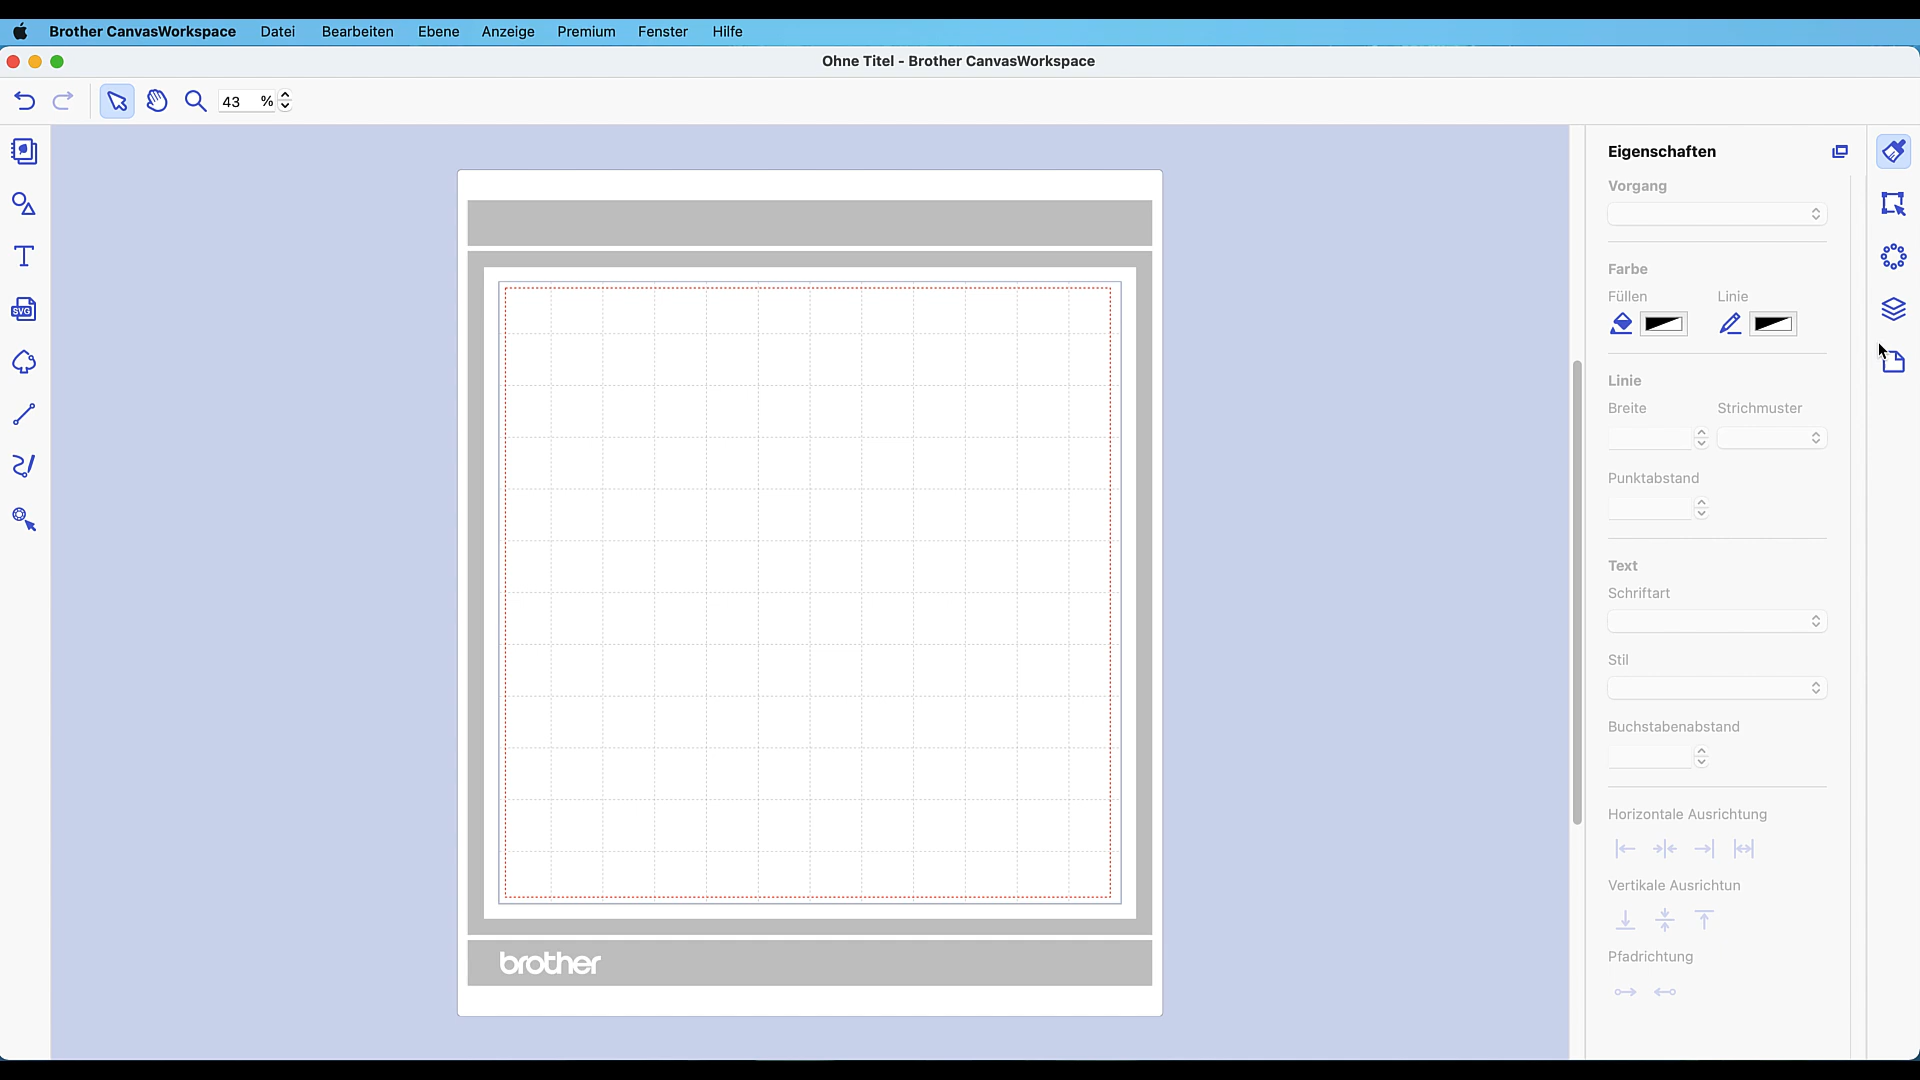 Brother CanvasWorkspace Datei Bearbeiten Ebene Anzeige Premium Fenster Hilfe
Ohne Titel - Brother CanvasWorkspace
43 %
SVG
Eigenschaften
Vorgang
Farbe
Füllen Linie
Linie
Breite Strichmuster
Punktabstand
Text
Schriftart
Stil
Buchstabenabstand
Horizontale Ausrichtung
Vertikale Ausrichtun
Pfadrichtung
brother